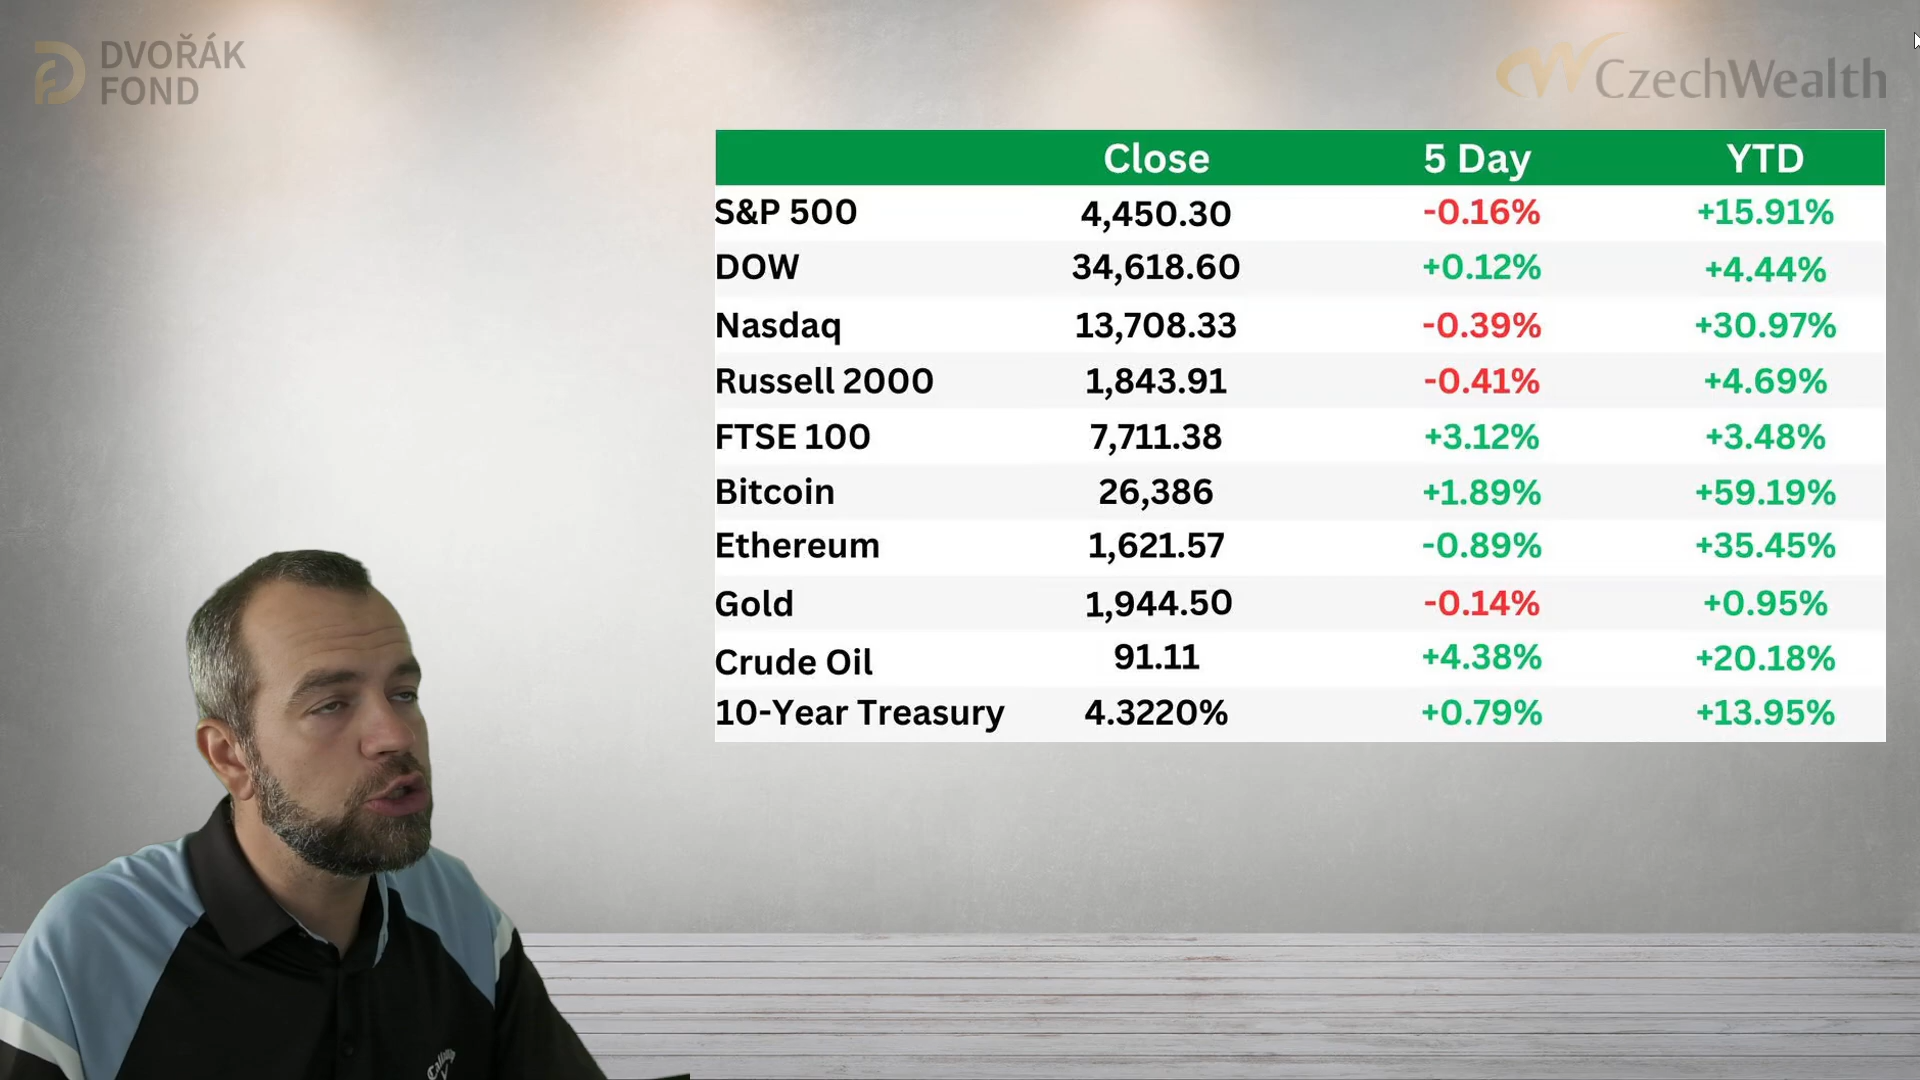 DVOŘÁK
FOND
CzechWealth
Close 5 Day YTD
S&P 500 4,450.30 -0.16% +15.91%
DOW 34,618.60 +0.12% +4.44%
Nasdaq 13,708.33 -0.39% +30.97%
Russell 2000 1,843.91 -0.41% +4.69%
FTSE 100 7,711.38 +3.12% +3.48%
Bitcoin 26,386 +1.89% +59.19%
Ethereum 1,621.57 -0.89% +35.45%
Gold 1,944.50 -0.14% +0.95%
Crude Oil 91.11 +4.38% +20.18%
10-Year Treasury 4.3220% +0.79% +13.95%